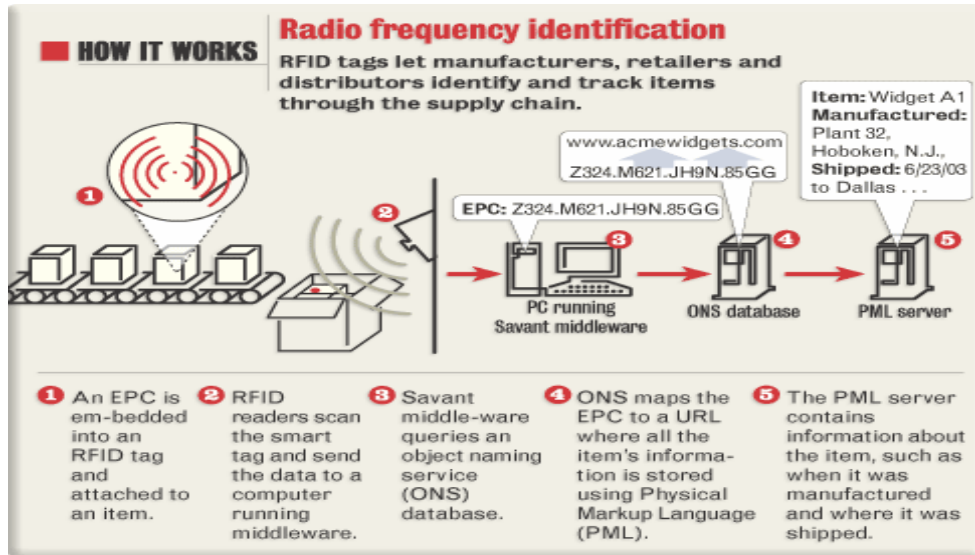 HOW IT WORKS
Radio frequency identification
RFID tags let manufacturers, retailers and
distributors identify and track items
through the supply chain.
1
2
EPC: Z324.M621.JH9N.85GG
3
PC running
Savant middleware
www.acmewidgets.com
Z324.M621.JH9N.85GG
4
ONS database
Item: Widget A1
Manufactured:
Plant 32,
Hoboken, N.J.,
Shipped: 6/23/03
to Dallas . . .
5
PML server
1 An EPC is
em-bedded
into an
RFID tag
and
attached to
an item.
2 RFID
readers scan
the smart
tag and send
the data to a
computer
running
middleware.
3 Savant
middle-ware
queries an
object naming
service
(ONS)
database.
4 ONS maps the
EPC to a URL
where all the
item's informa-
tion is stored
using Physical
Markup Language
(PML).
5 The PML server
contains
information about
the item, such as
when it was
manufactured
and where it was
shipped.